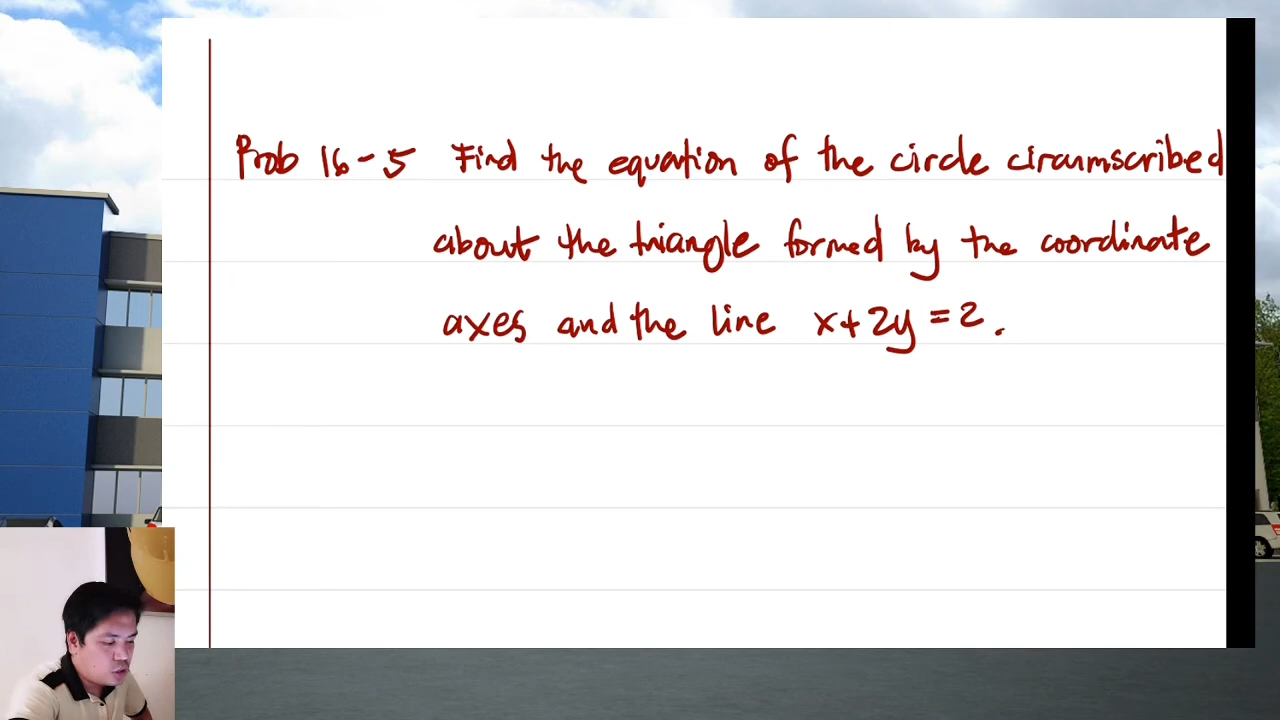 Prob 16-5 Find the equation of the circle circumscribed
about the triangle formed by the coordinate
axes and the line x+2y=2.